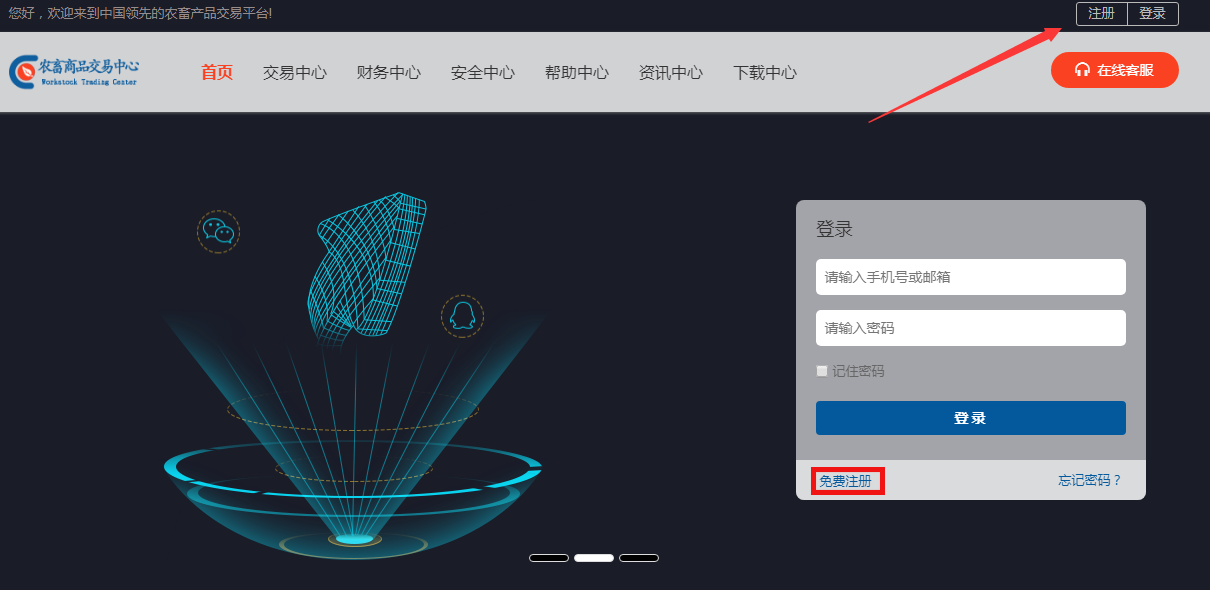 您好，欢迎来到中国领先的农畜产品交易平台!
注册 登录
农畜商品交易中心
Workstock Trading Center
首页 交易中心 财务中心 安全中心 帮助中心 资讯中心 下载中心
在线客服
登录
请输入手机号或邮箱
请输入密码
记住密码
登录
免费注册 忘记密码？